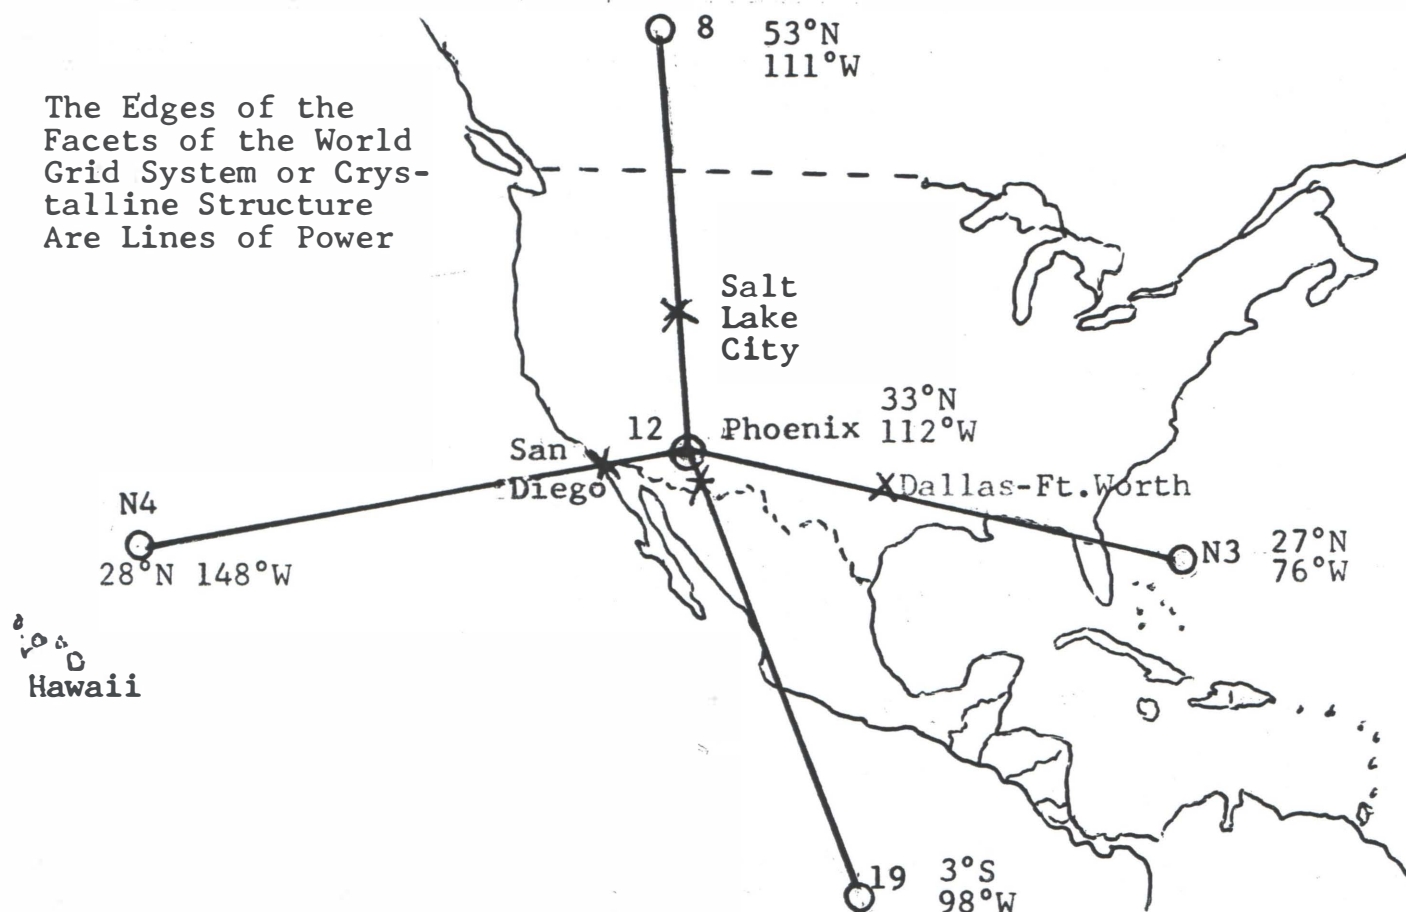 8
53°N
111°W
The Edges of the
Facets of the World
Grid System or Crys-
talline Structure
Are Lines of Power
Salt
Lake
City
12 Phoenix
33°N
112°W
San
Diego
Dallas-Ft.Worth
N4
28°N 148°W
N3
27°N
76°W
Hawaii
19
3°S
98°W